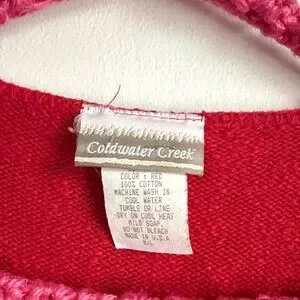 Coldwater Creek
COLOR : RED
100% COTTON
MACHINE WASH IN
COOL WATER
TUMBLE OR LINE
DRY ON COOL HEAT
MILD SOAP
DO NOT BLEACH
MADE IN U.S.A
M/L